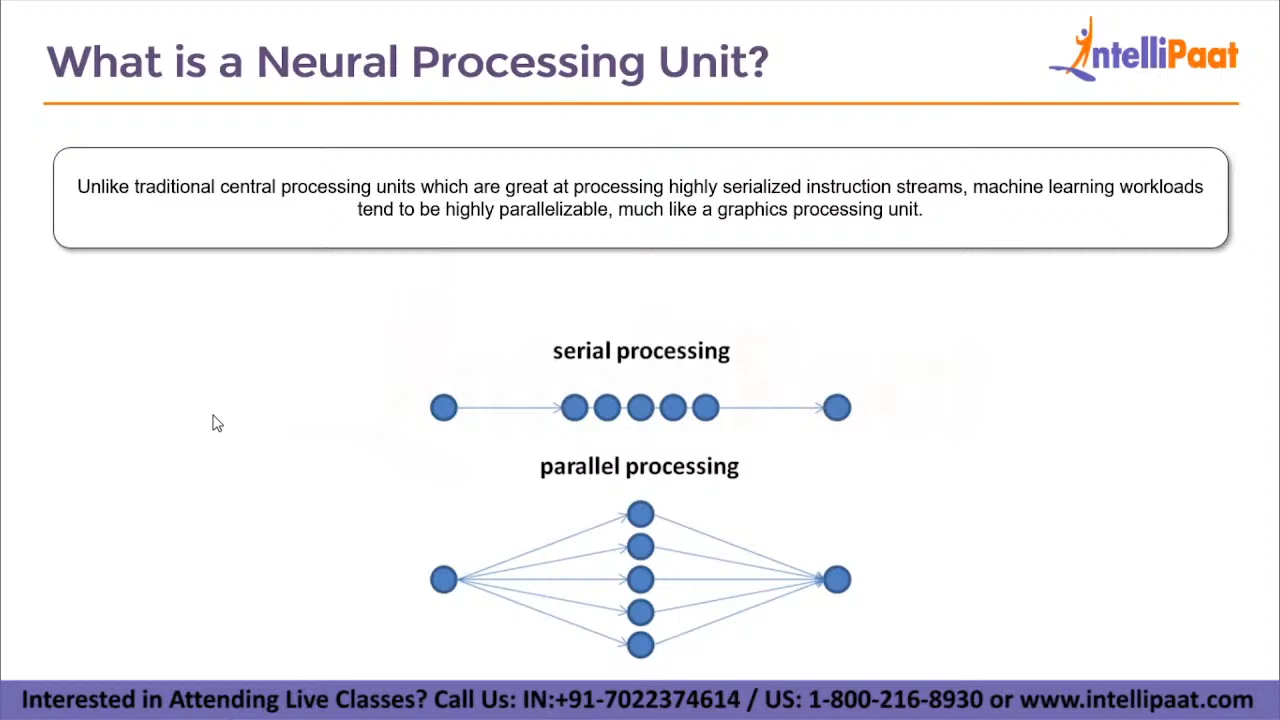 What is a Neural Processing Unit?
IntelliPaat
Unlike traditional central processing units which are great at processing highly serialized instruction streams, machine learning workloads
tend to be highly parallelizable, much like a graphics processing unit.
serial processing
parallel processing
Interested in Attending Live Classes? Call Us: IN:+91-7022374614 / US: 1-800-216-8930 or www.intellipaat.com